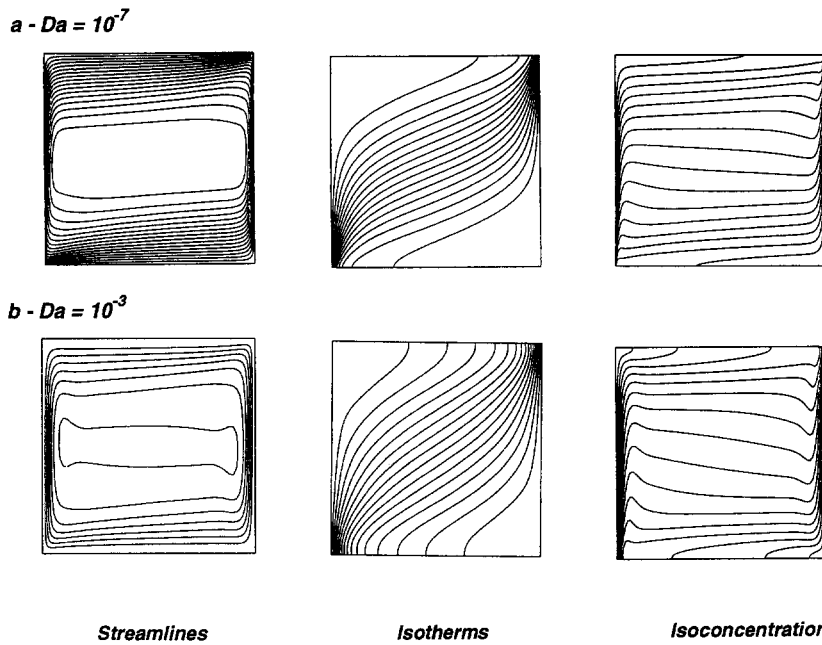 a - Da = 10⁻⁷
b - Da = 10⁻³
Streamlines Isotherms Isoconcentration